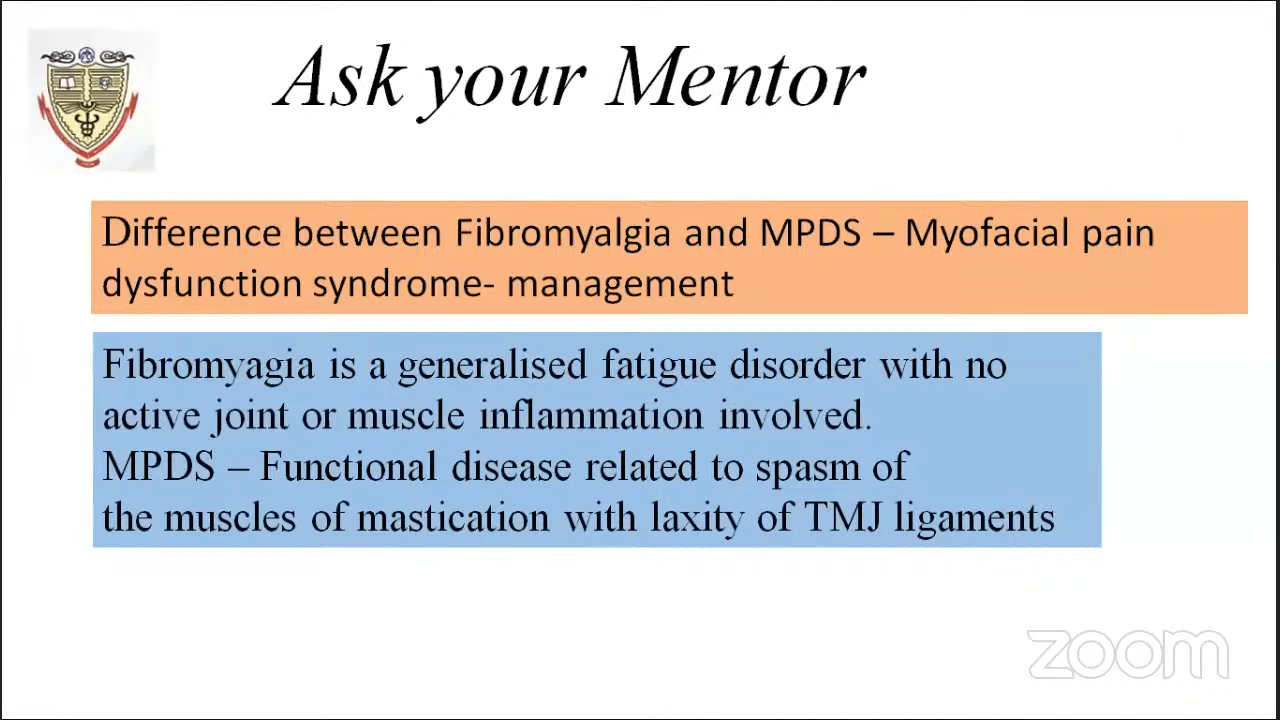 Ask your Mentor
Difference between Fibromyalgia and MPDS – Myofacial pain
dysfunction syndrome- management
Fibromyagia is a generalised fatigue disorder with no
active joint or muscle inflammation involved.
MPDS – Functional disease related to spasm of
the muscles of mastication with laxity of TMJ ligaments
zoom